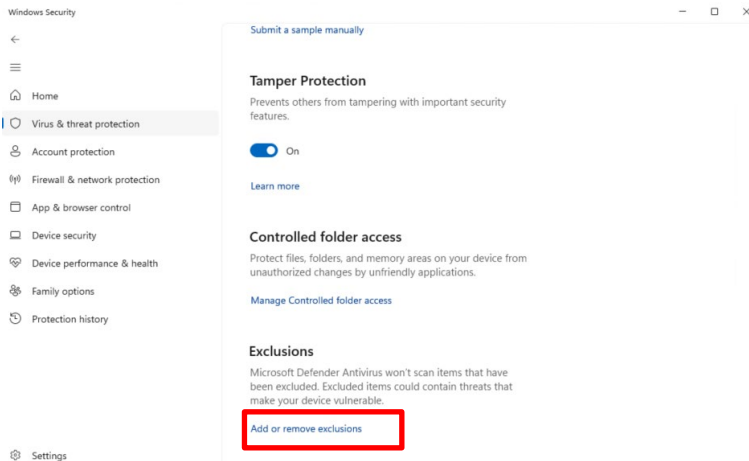 Windows Security
Home
Virus & threat protection
Account protection
Firewall & network protection
App & browser control
Device security
Device performance & health
Family options
Protection history
Settings
Submit a sample manually
Tamper Protection
Prevents others from tampering with important security
features.
On
Learn more
Controlled folder access
Protect files, folders, and memory areas on your device from
unauthorized changes by unfriendly applications.
Manage Controlled folder access
Exclusions
Microsoft Defender Antivirus won't scan items that have
been excluded. Excluded items could contain threats that
make your device vulnerable.
Add or remove exclusions